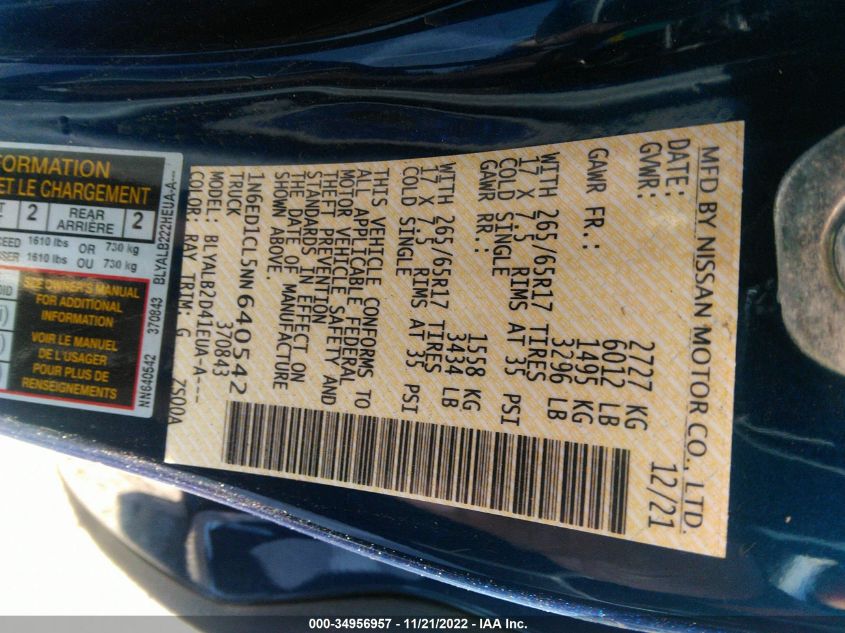 MFD BY NISSAN MOTOR CO., LTD.
DATE: 12/21
GVWR: 2727 KG
6012 LB
GAWR FR.: 1495 KG
3296 LB
WITH 265/65R17 TIRES
17 X 7.5 RIMS AT 35 PSI
COLD SINGLE
GAWR RR.: 1558 KG
3434 LB
WITH 265/65R17 TIRES
17 X 7.5 RIMS AT 35 PSI
COLD SINGLE
THIS VEHICLE CONFORMS TO
ALL APPLICABLE FEDERAL
MOTOR VEHICLE SAFETY AND
THEFT PREVENTION
STANDARDS IN EFFECT ON
THE DATE OF MANUFACTURE
SHOWN ABOVE.
1N6ED1CL5NN640542
TRUCK 370843
MODEL: BLYALB2D41EUA-A---
COLOR: RAY TRIM: G ZSP0A
FORMATION
ET LE CHARGEMENT
2 REAR
ARRIÈRE 2
CEED 1610 lbs OR 730 kg
SSER 1610 lbs OU 730 kg
SEE OWNER'S MANUAL
FOR ADDITIONAL
INFORMATION
VOIR LE MANUEL
DE L'USAGER
POUR PLUS DE
RENSEIGNEMENTS
NN640542 370843 BLYALB222HEUA-A---
000-34956957 - 11/21/2022 - IAA Inc.